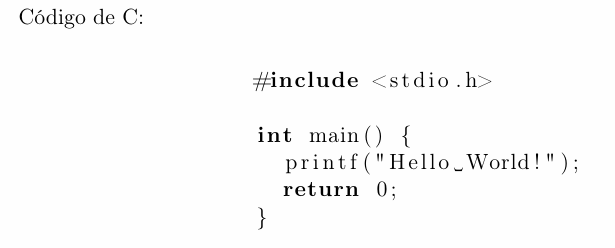 Código de C:
#include <stdio.h>
int main() {
printf("Hello␣World!");
return 0;
}